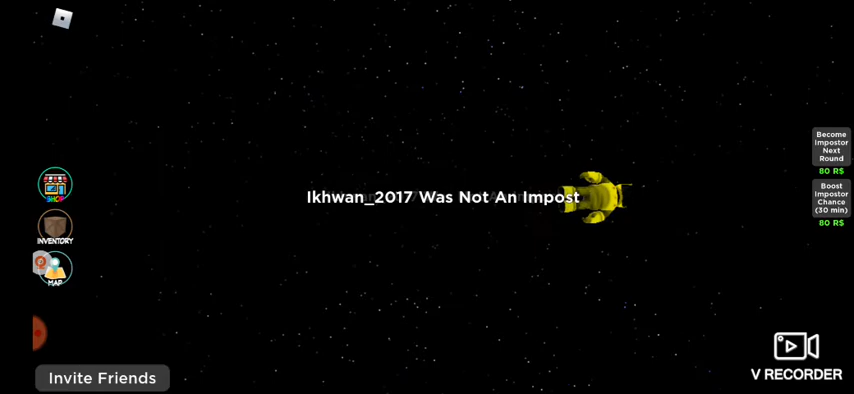 Become
Impostor
Next
Round
80 R$
SHOP
Boost
Impostor
Chance
(30 min)
80 R$
Ikhwan_2017 Was Not An Impost
INVENTORY
MAP
V RECORDER
Invite Friends